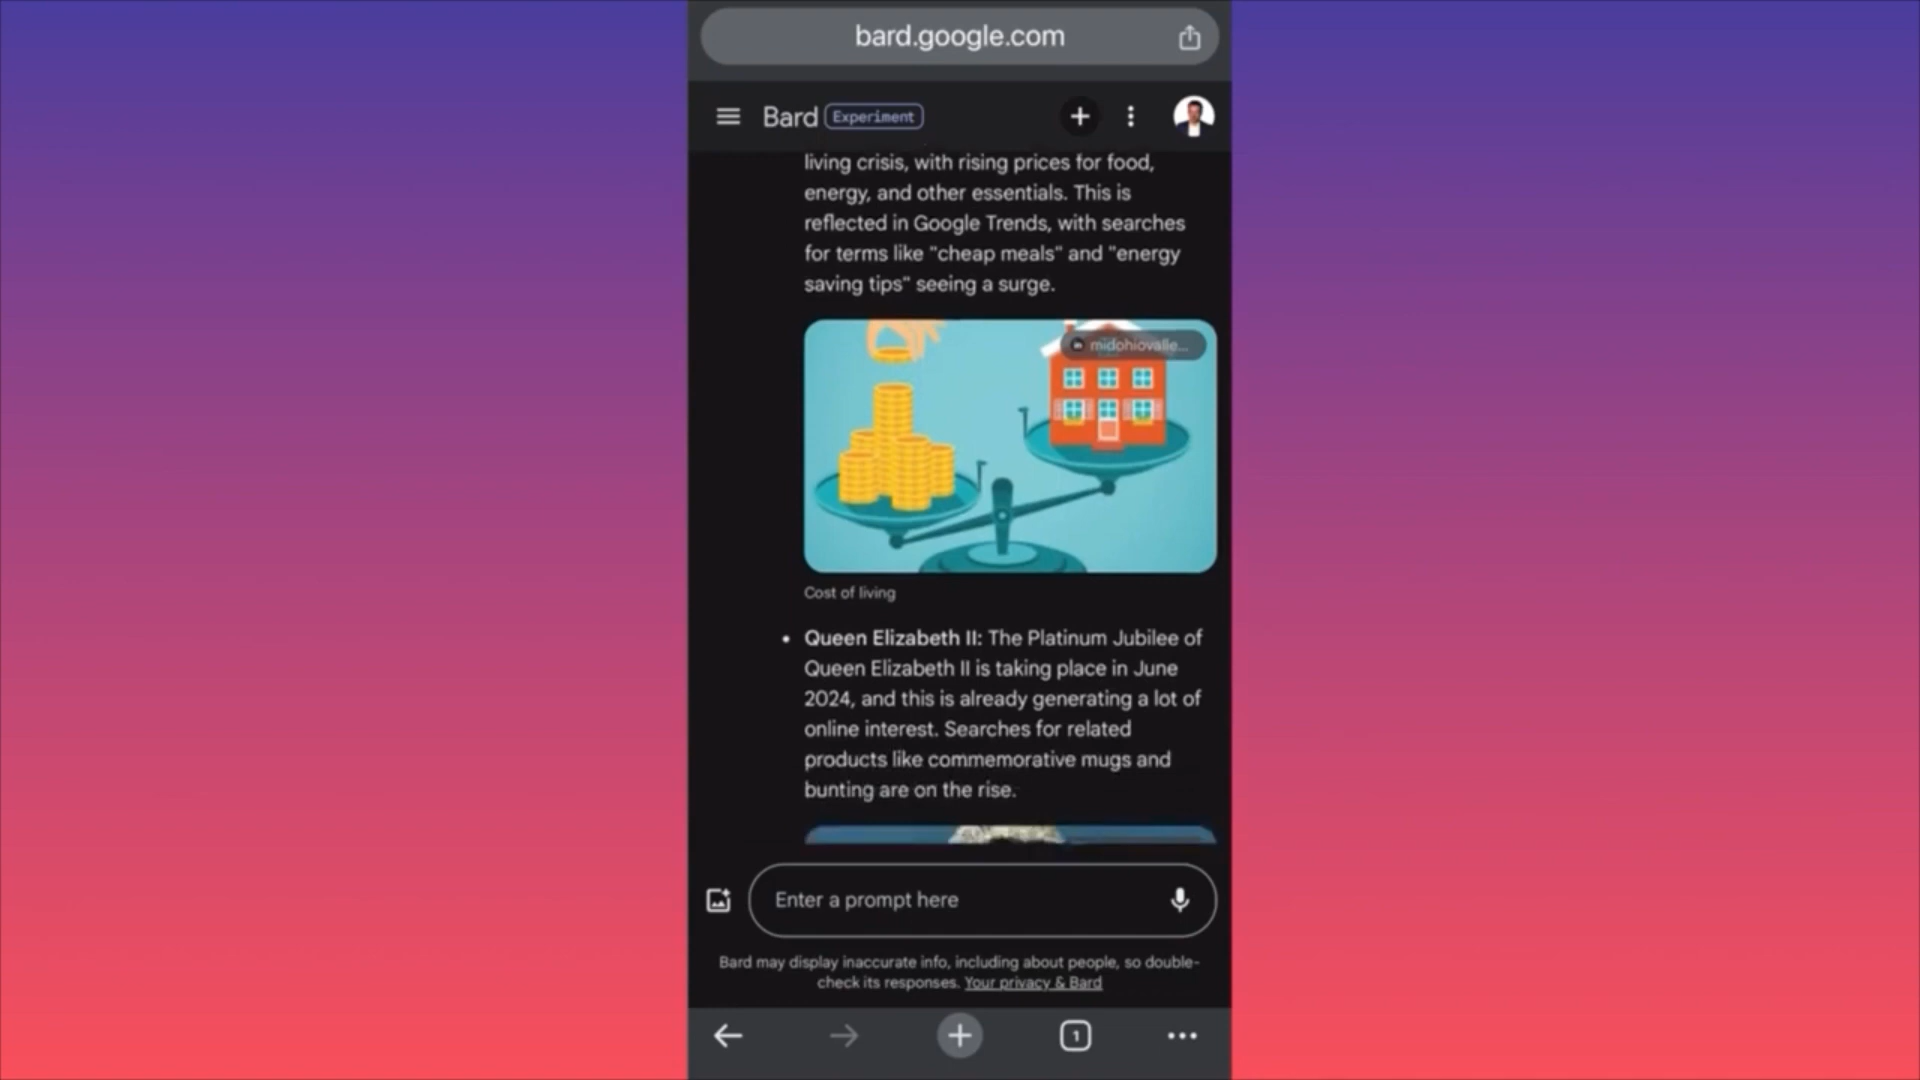 bard.google.com
Bard Experiment
living crisis, with rising prices for food,
energy, and other essentials. This is
reflected in Google Trends, with searches
for terms like "cheap meals" and "energy
saving tips" seeing a surge.
midohiovalle...
Cost of living
• Queen Elizabeth II: The Platinum Jubilee of
Queen Elizabeth II is taking place in June
2024, and this is already generating a lot of
online interest. Searches for related
products like commemorative mugs and
bunting are on the rise.
Enter a prompt here
Bard may display inaccurate info, including about people, so double-
check its responses. Your privacy & Bard
1